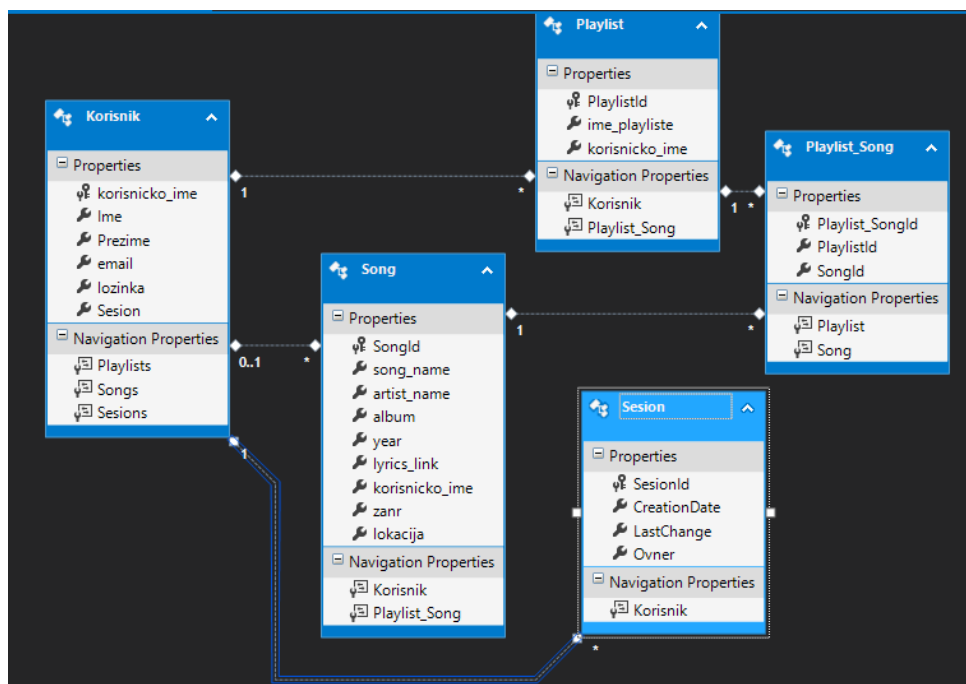 Playlist
Properties
PlaylistId
ime_playliste
korisnicko_ime
Navigation Properties
Korisnik
Playlist_Song
Korisnik
Properties
korisnicko_ime
Ime
Prezime
email
lozinka
Sesion
Navigation Properties
Playlists
Songs
Sesions
1
*
Playlist_Song
Properties
Playlist_SongId
PlaylistId
SongId
Navigation Properties
Playlist
Song
1 *
Song
Properties
SongId
song_name
artist_name
album
year
lyrics_link
korisnicko_ime
zanr
lokacija
Navigation Properties
Korisnik
Playlist_Song
1
*
0..1
*
Sesion
Properties
SesionId
CreationDate
LastChange
Ovner
Navigation Properties
Korisnik
1
*